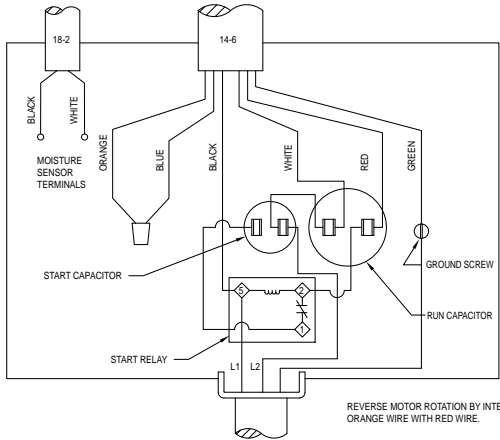 18-2
14-6
BLACK
WHITE
ORANGE
BLUE
BLACK
WHITE
RED
GREEN
MOISTURE
SENSOR
TERMINALS
START CAPACITOR
GROUND SCREW
RUN CAPACITOR
5
2
1
START RELAY
L1
L2
REVERSE MOTOR ROTATION BY INTE
ORANGE WIRE WITH RED WIRE.